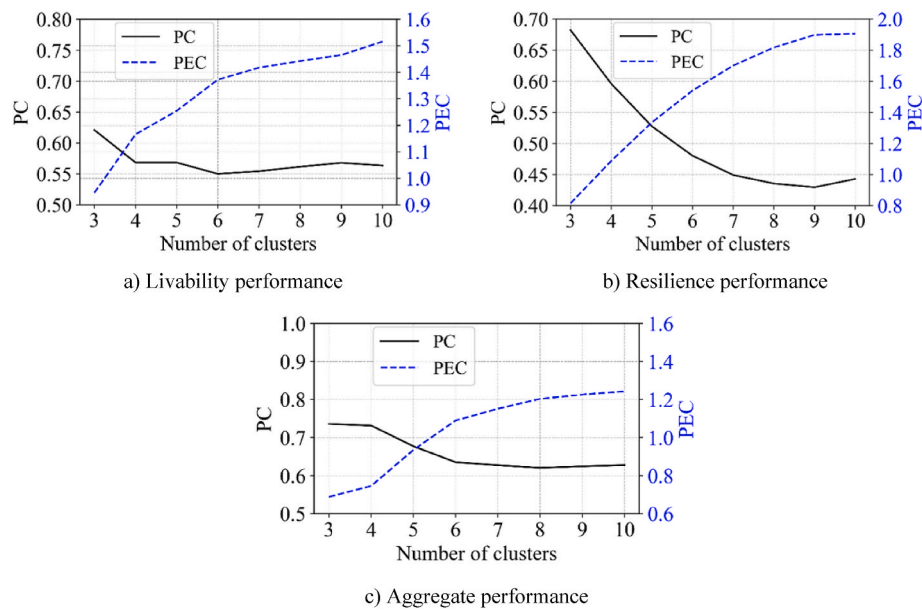 0.80
0.75
0.70
0.65
0.60
0.55
0.50
PC
PC
PEC
1.6
1.5
1.4
1.3
1.2
1.1
1.0
0.9
PEC
3 4 5 6 7 8 9 10
Number of clusters
a) Livability performance
0.70
0.65
0.60
0.55
0.50
0.45
0.40
PC
PC
PEC
2.0
1.8
1.6
1.4
1.2
1.0
0.8
PEC
3 4 5 6 7 8 9 10
Number of clusters
b) Resilience performance
1.0
0.9
0.8
0.7
0.6
0.5
PC
PC
PEC
1.6
1.4
1.2
1.0
0.8
0.6
PEC
3 4 5 6 7 8 9 10
Number of clusters
c) Aggregate performance